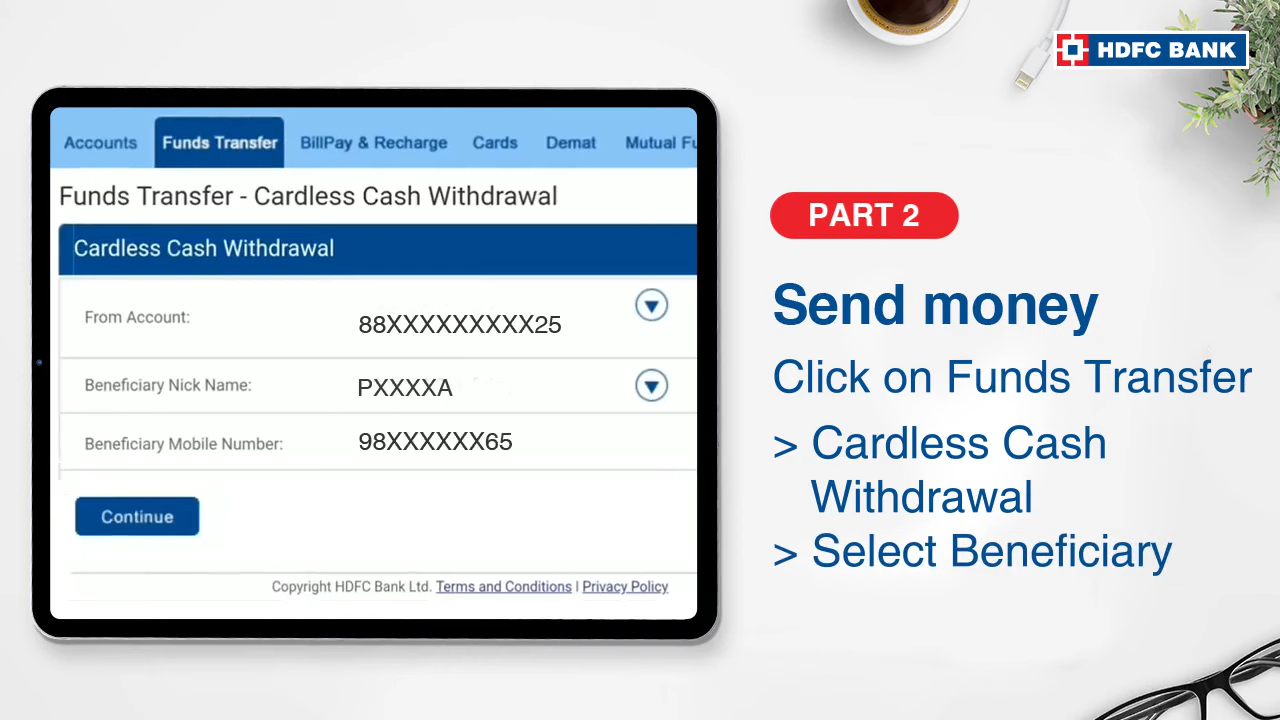 HDFC BANK
Accounts Funds Transfer BillPay & Recharge Cards Demat Mutual Fu
Funds Transfer - Cardless Cash Withdrawal
Cardless Cash Withdrawal
From Account: 88XXXXXXXXX25
Beneficiary Nick Name: PXXXXA
Beneficiary Mobile Number: 98XXXXXX65
Continue
Copyright HDFC Bank Ltd. Terms and Conditions | Privacy Policy
PART 2
Send money
Click on Funds Transfer
> Cardless Cash
Withdrawal
> Select Beneficiary